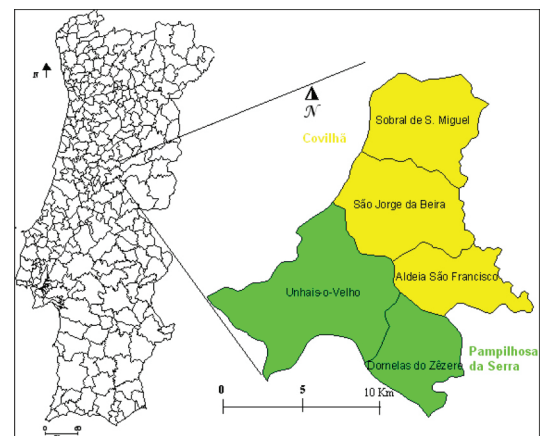 N
N
Sobral de S. Miguel
Covilhã
São Jorge da Beira
Aldeia São Francisco
Unhais-o-Velho
Dornelas do Zêzere
Pampilhosa
da Serra
0 5 10 Km
0